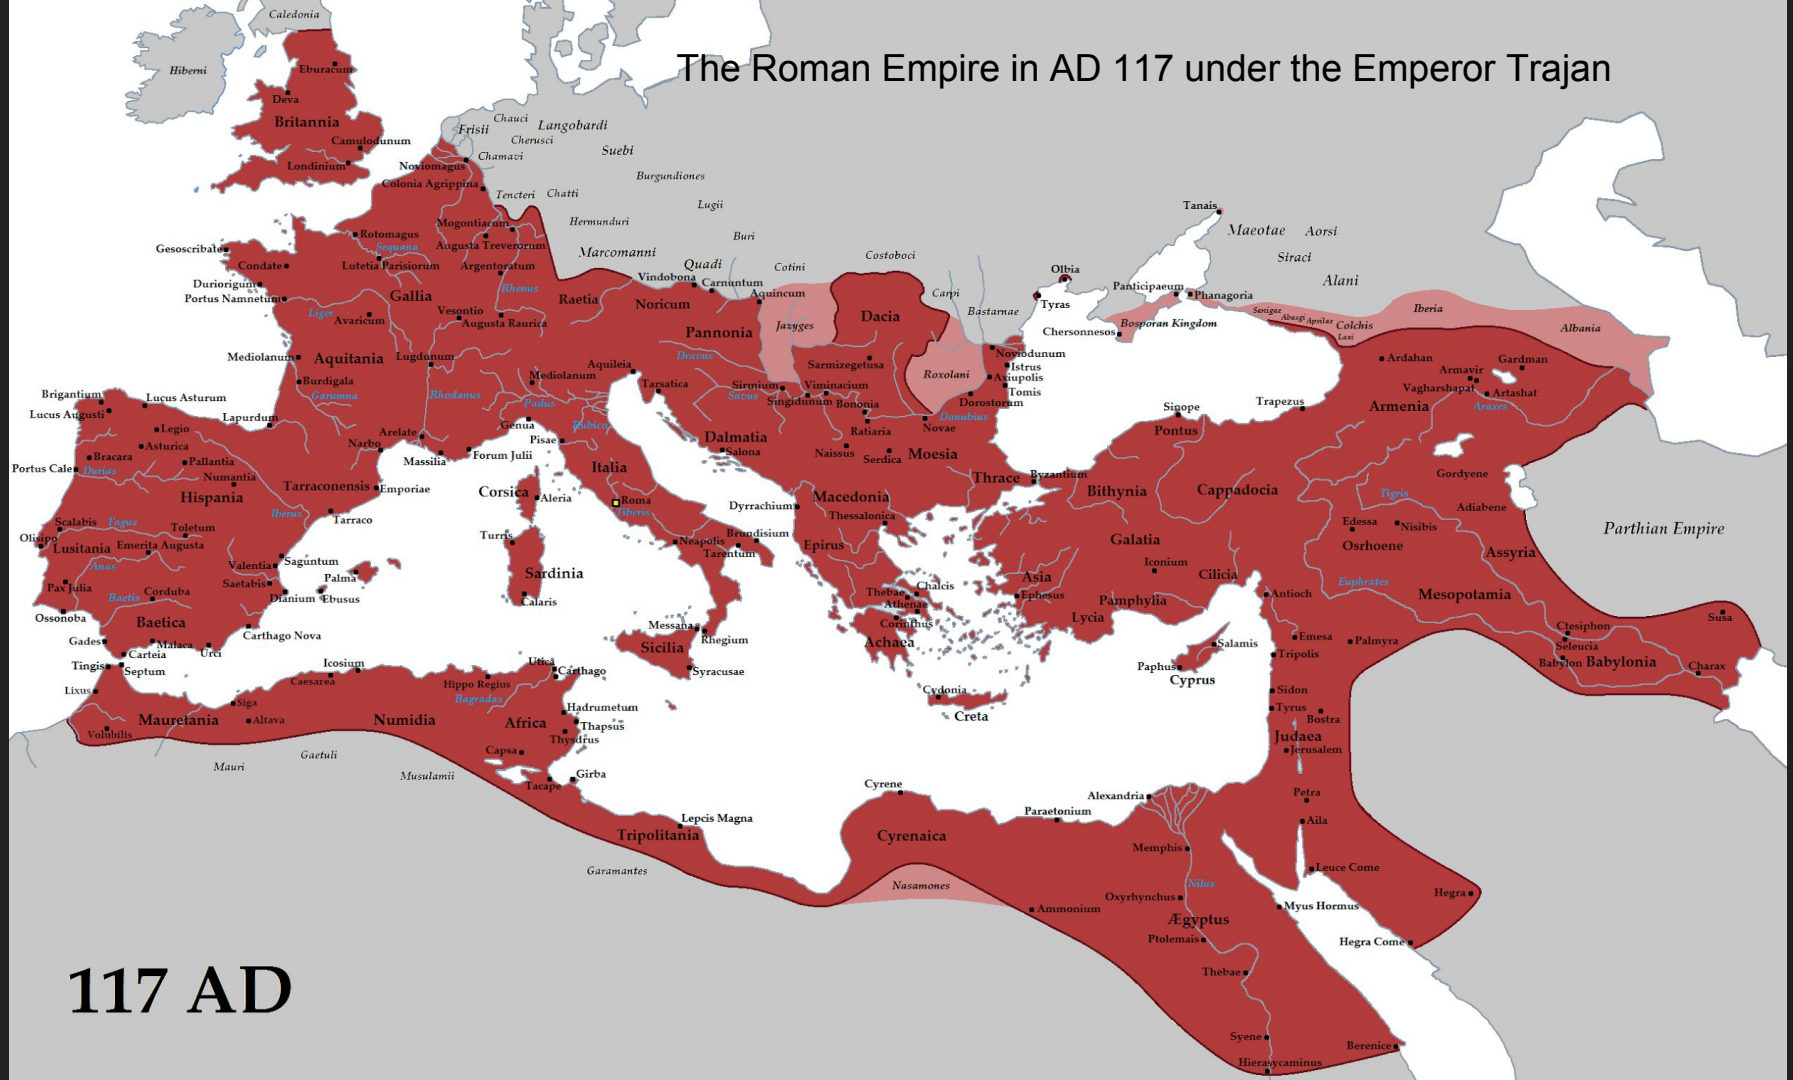 Caledonia
The Roman Empire in AD 117 under the Emperor Trajan
Hiberni
Eburacum
Deva
Britannia
Camulodunum
Londinium
Frisii
Chauci
Langobardi
Cherusci
Chamavi
Suebi
Noviomagus
Colonia Agrippina
Tencteri
Chatti
Burgundiones
Lugii
Hermunduri
Buri
Marcomanni
Quadi
Cotini
Costoboci
Carpi
Bastarnae
Mogontiacum
Augusta Treverorum
Rotomagus
Sequana
Lutetia Parisiorum
Argentoratum
Rhenus
Gesoscribate
Condate
Duriorigum
Portus Namnetum
Gallia
Liger
Avaricum
Vesontio
Augusta Raurica
Raetia
Noricum
Vindobona
Carnuntum
Aquincum
Pannonia
Jazyges
Dacia
Sarmizegetusa
Roxolani
Olbia
Tyras
Tanais
Maeotae
Aorsi
Siraci
Alani
Panticipaeum
Phanagoria
Chersonnesos
Bosporan Kingdom
Sanigae
Abasgi
Apsilae
Colchis
Laxi
Iberia
Albania
Mediolanum
Aquitania
Lugdunum
Burdigala
Garumna
Rhodanus
Mediolanum
Padus
Aquileia
Tarsatica
Dravus
Savus
Sirmium
Singidunum
Viminacium
Bononia
Ratiaria
Noviodunum
Istrus
Axiupolis
Tomis
Dorostorum
Danubius
Novae
Ardahan
Armavir
Gardman
Vagharshapat
Artashat
Armenia
Araxes
Brigantium
Lucus Augusti
Lucus Asturum
Lapurdum
Legio
Asturica
Bracara
Pallantia
Portus Cale
Durias
Numantia
Hispania
Tarraconensis
Narbo
Arelate
Massilia
Forum Julii
Genua
Pisae
Rubico
Emporiae
Tarraco
Iberus
Italia
Corsica
Aleria
Roma
Tiberis
Dalmatia
Salona
Naissus
Serdica
Moesia
Thrace
Byzantium
Sinope
Pontus
Trapezus
Bithynia
Cappadocia
Gordyene
Tigris
Adiabene
Edessa
Nisibis
Osrhoene
Assyria
Parthian Empire
Scalabis
Tagus
Toletum
Olisipo
Lusitania
Emerita Augusta
Anas
Pax Julia
Baetis
Corduba
Ossonoba
Baetica
Gades
Malaca
Carteia
Urci
Tingis
Septum
Lixus
Saguntum
Valentia
Saetabis
Dianium
Palma
Ebusus
Carthago Nova
Turris
Sardinia
Calaris
Neapolis
Brundisium
Tarentum
Dyrrachium
Macedonia
Thessalonica
Epirus
Thebae
Chalcis
Athenae
Corinthus
Achaea
Asia
Ephesus
Galatia
Iconium
Cilicia
Pamphylia
Lycia
Antioch
Euphrates
Mesopotamia
Susa
Messana
Rhegium
Sicilia
Syracusae
Cydonia
Creta
Salamis
Paphus
Cyprus
Emesa
Tripolis
Palmyra
Ctesiphon
Seleucia
Babylon
Babylonia
Charax
Sidon
Tyrus
Bostra
Judaea
Jerusalem
Petra
Aila
Icosium
Caesarea
Siga
Altava
Mauretania
Volubilis
Numidia
Hippo Regius
Bagradas
Utica
Carthago
Hadrumetum
Africa
Thapsus
Thysdrus
Capsa
Girba
Tacape
Mauri
Gaetuli
Musulamii
Lepcis Magna
Tripolitania
Garamantes
Cyrene
Cyrenaica
Nasamones
Paraetonium
Alexandria
Ammonium
Memphis
Nilus
Oxyrhynchus
Ægyptus
Ptolemais
Thebae
Syene
Hierasycaminus
Berenice
Leuce Come
Myus Hormus
Hegra
Hegra Come
117 AD